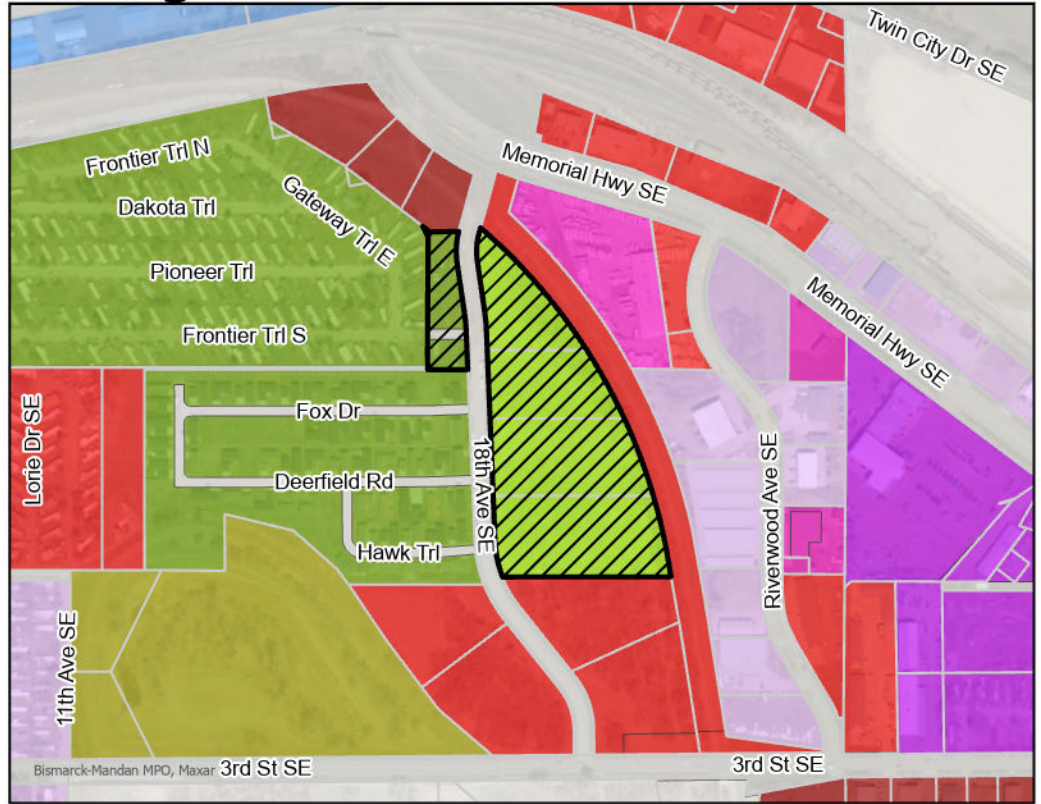 Twin City Dr SE
Frontier Trl N
Memorial Hwy SE
Dakota Trl
Gateway Trl E
Pioneer Trl
Frontier Trl S
Memorial Hwy SE
Lorie Dr SE
Fox Dr
18th Ave SE
Deerfield Rd
Riverwood Ave SE
Hawk Trl
11th Ave SE
Bismarck-Mandan MPO, Maxar
3rd St SE
3rd St SE